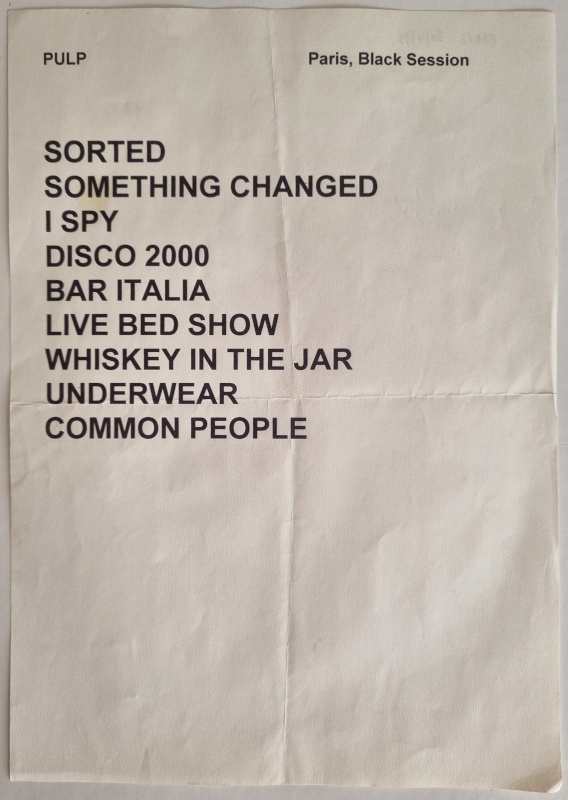 PULP
Paris, Black Session
SORTED
SOMETHING CHANGED
I SPY
DISCO 2000
BAR ITALIA
LIVE BED SHOW
WHISKEY IN THE JAR
UNDERWEAR
COMMON PEOPLE